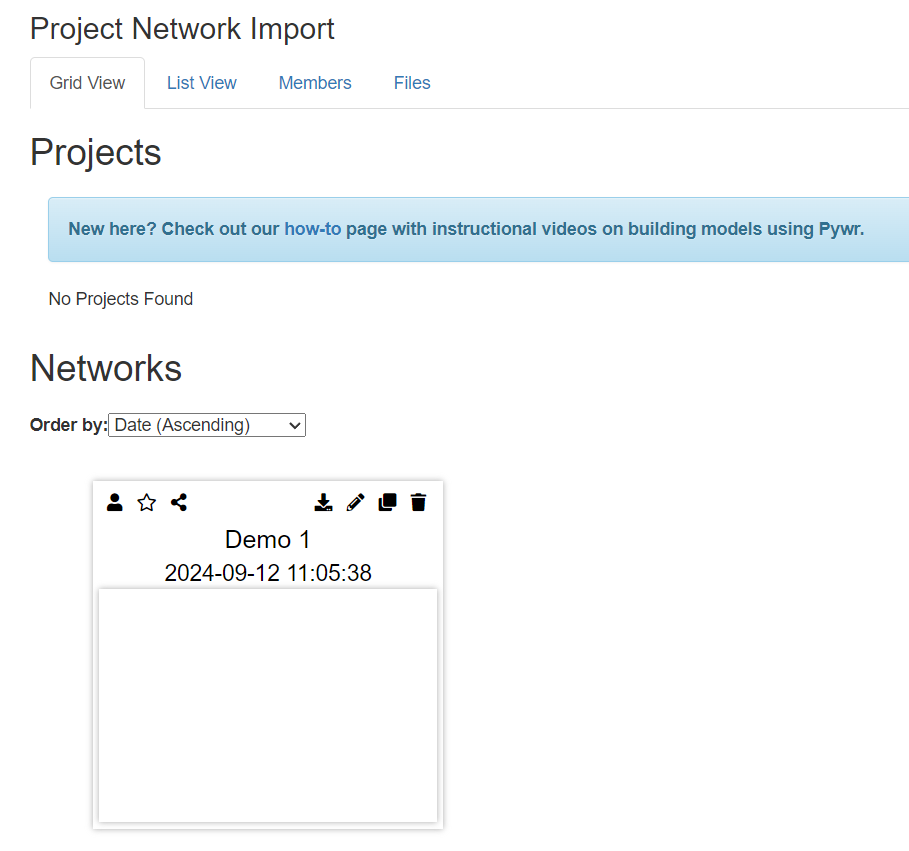 Project Network Import
Grid View List View Members Files
Projects
New here? Check out our how-to page with instructional videos on building models using Pywr.
No Projects Found
Networks
Order by: Date (Ascending)
Demo 1
2024-09-12 11:05:38